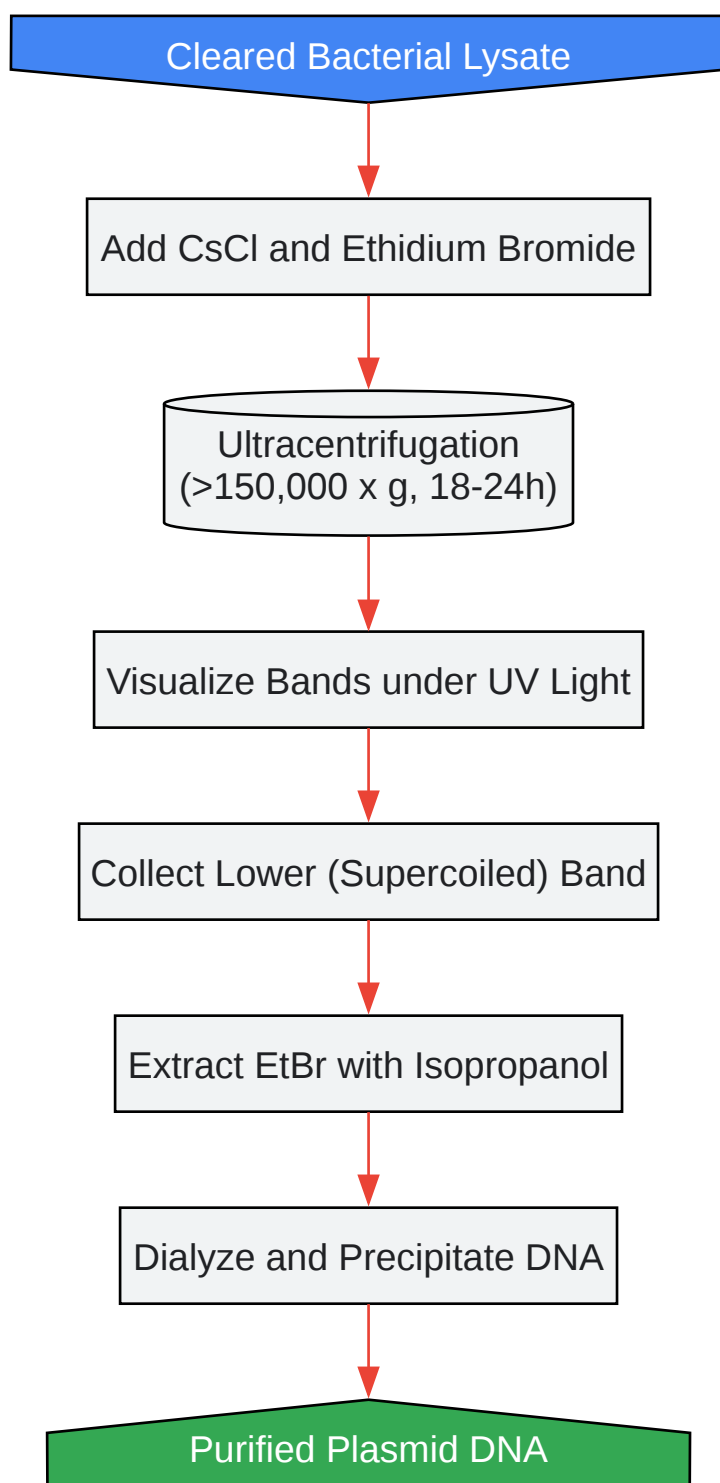 Cleared Bacterial Lysate
Add CsCl and Ethidium Bromide
Ultracentrifugation
(>150,000 x g, 18-24h)
Visualize Bands under UV Light
Collect Lower (Supercoiled) Band
Extract EtBr with Isopropanol
Dialyze and Precipitate DNA
Purified Plasmid DNA